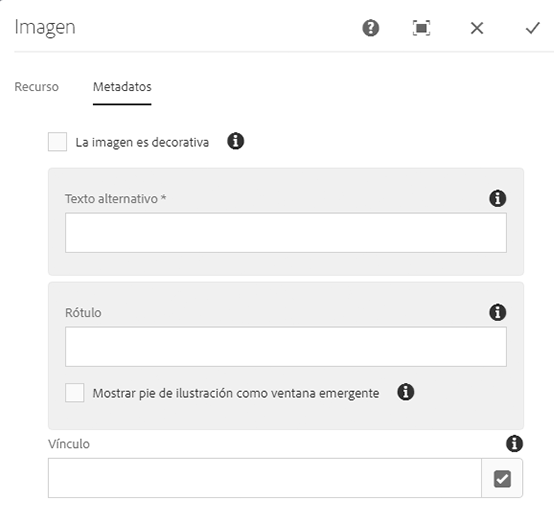 Imagen
Recurso
Metadatos
La imagen es decorativa
Texto alternativo *
Rótulo
Mostrar pie de ilustración como ventana emergente
Vínculo